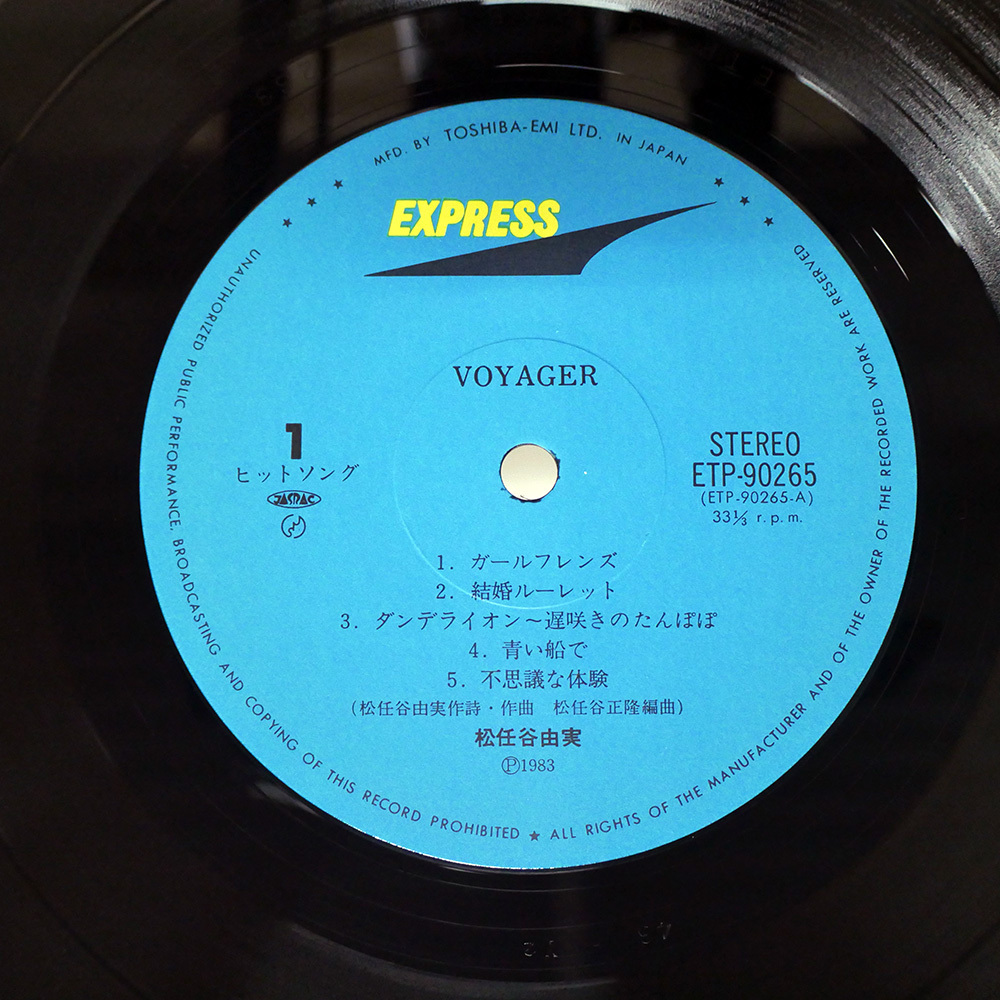 MFD. BY TOSHIBA-EMI LTD. IN JAPAN
EXPRESS
VOYAGER
1
ヒットソング
JASRAC
STEREO
ETP-90265
(ETP-90265-A)
33⅓ r.p.m.
1. ガールフレンズ
2. 結婚ルーレット
3. ダンデライオン～遅咲きのたんぽぽ
4. 青い船で
5. 不思議な体験
(松任谷由実作詩・作曲 松任谷正隆編曲)
松任谷由実
Ⓟ1983
UNAUTHORIZED PUBLIC PERFORMANCE, BROADCASTING AND COPYING OF THIS RECORD PROHIBITED ★ ALL RIGHTS OF THE MANUFACTURER AND OF THE OWNER OF THE RECORDED WORK ARE RESERVED